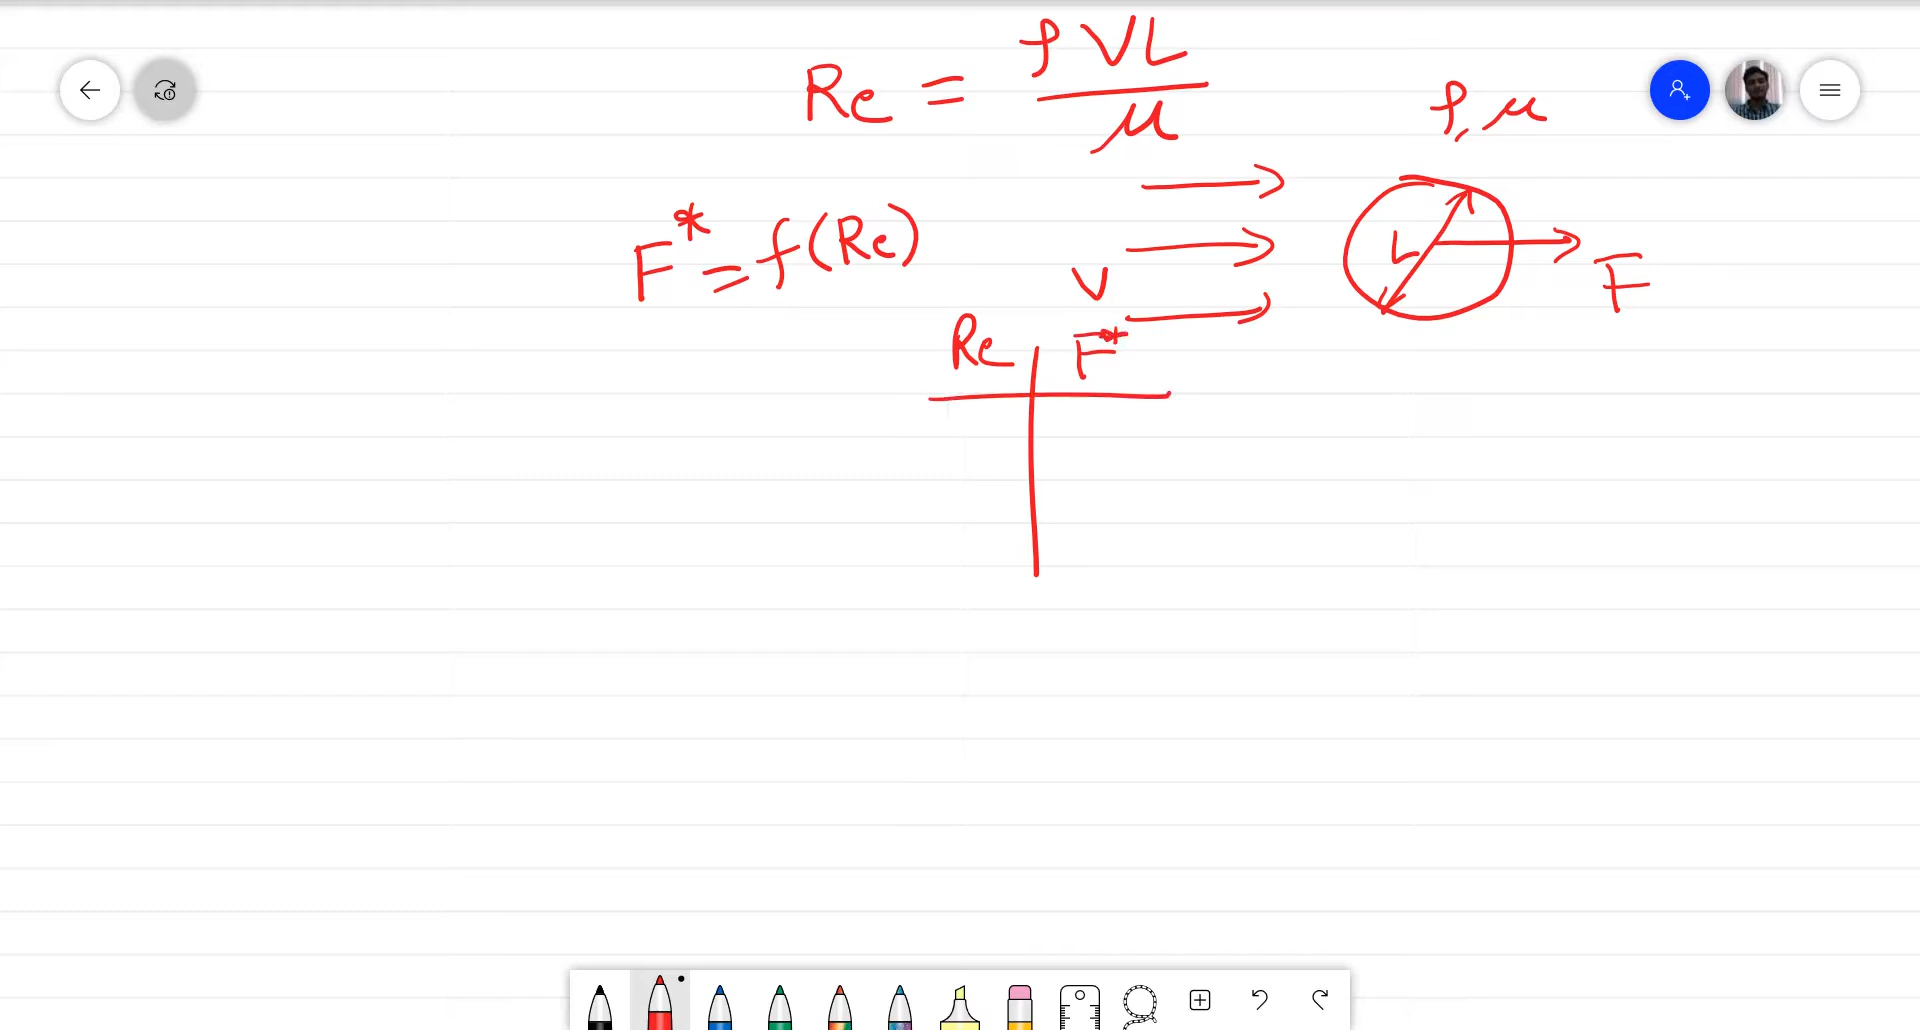 Re = ρVL / μ
ρ, μ
F* = f(Re)
V
L
F
Re | F*